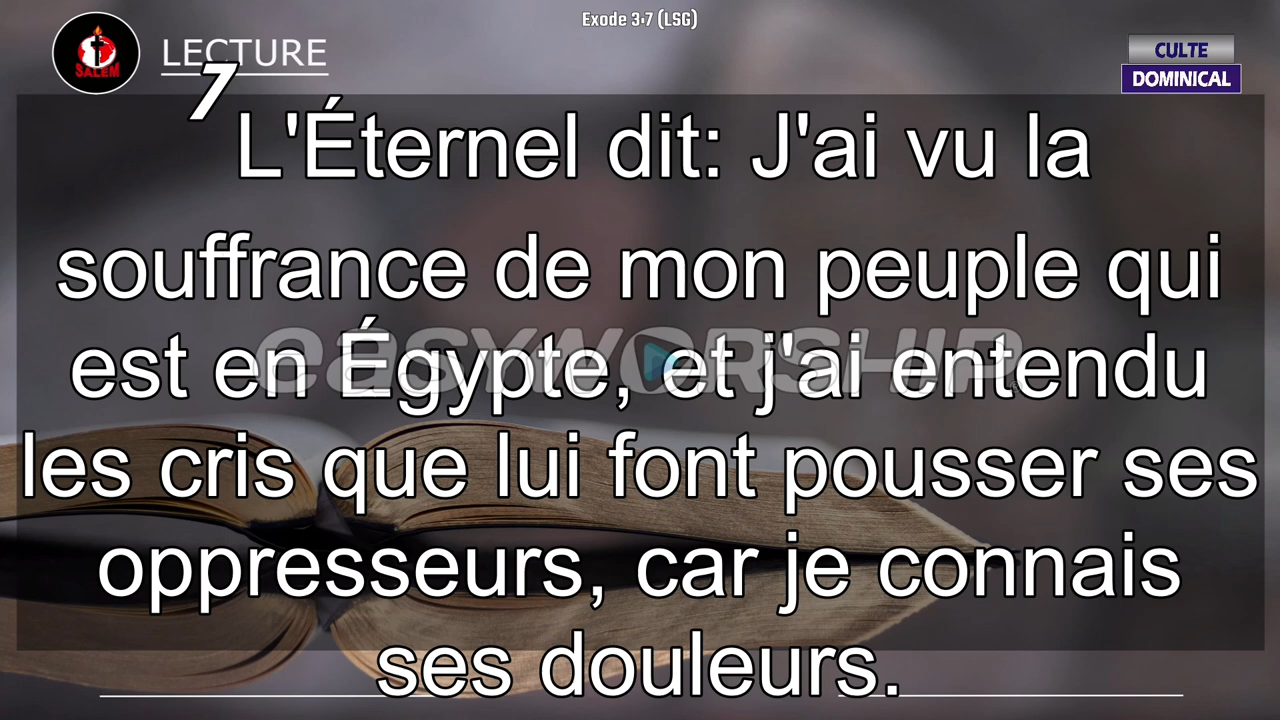 Exode 3:7 (LSG)
SALEM
LECTURE
CULTE
DOMINICAL
7 L'Éternel dit: J'ai vu la
souffrance de mon peuple qui
est en Égypte, et j'ai entendu
les cris que lui font pousser ses
oppresseurs, car je connais
ses douleurs.
easyworship